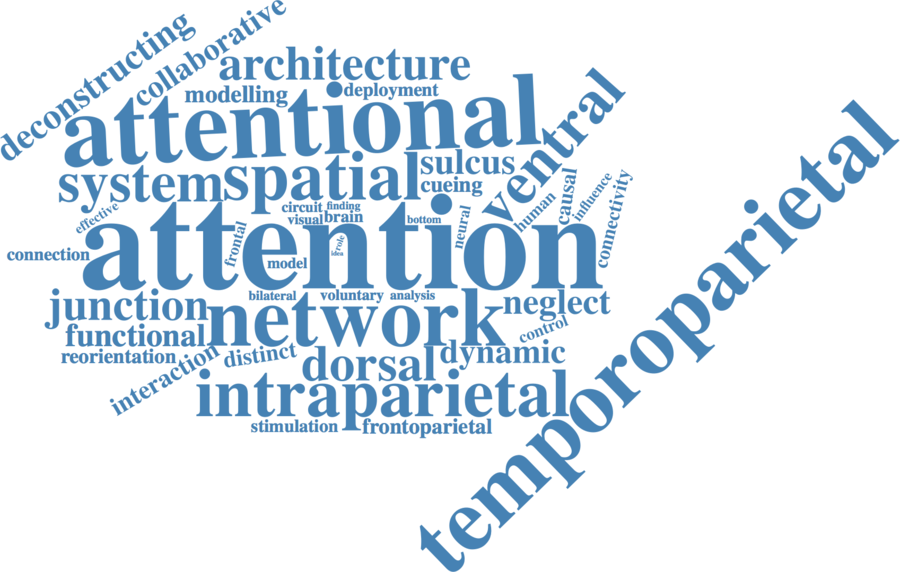 deconstructing
collaborative
architecture
modelling
deployment
attentional
ventral
temporoparietal
system
spatial
sulcus
cueing
effective
circuit
finding
visual
brain
bottom
neural
human
causal
influence
connectivity
attention
frontal
role
idea
model
connection
bilateral
voluntary
analysis
junction
network
neglect
functional
control
reorientation
interaction
distinct
dorsal
dynamic
intraparietal
stimulation
frontoparietal